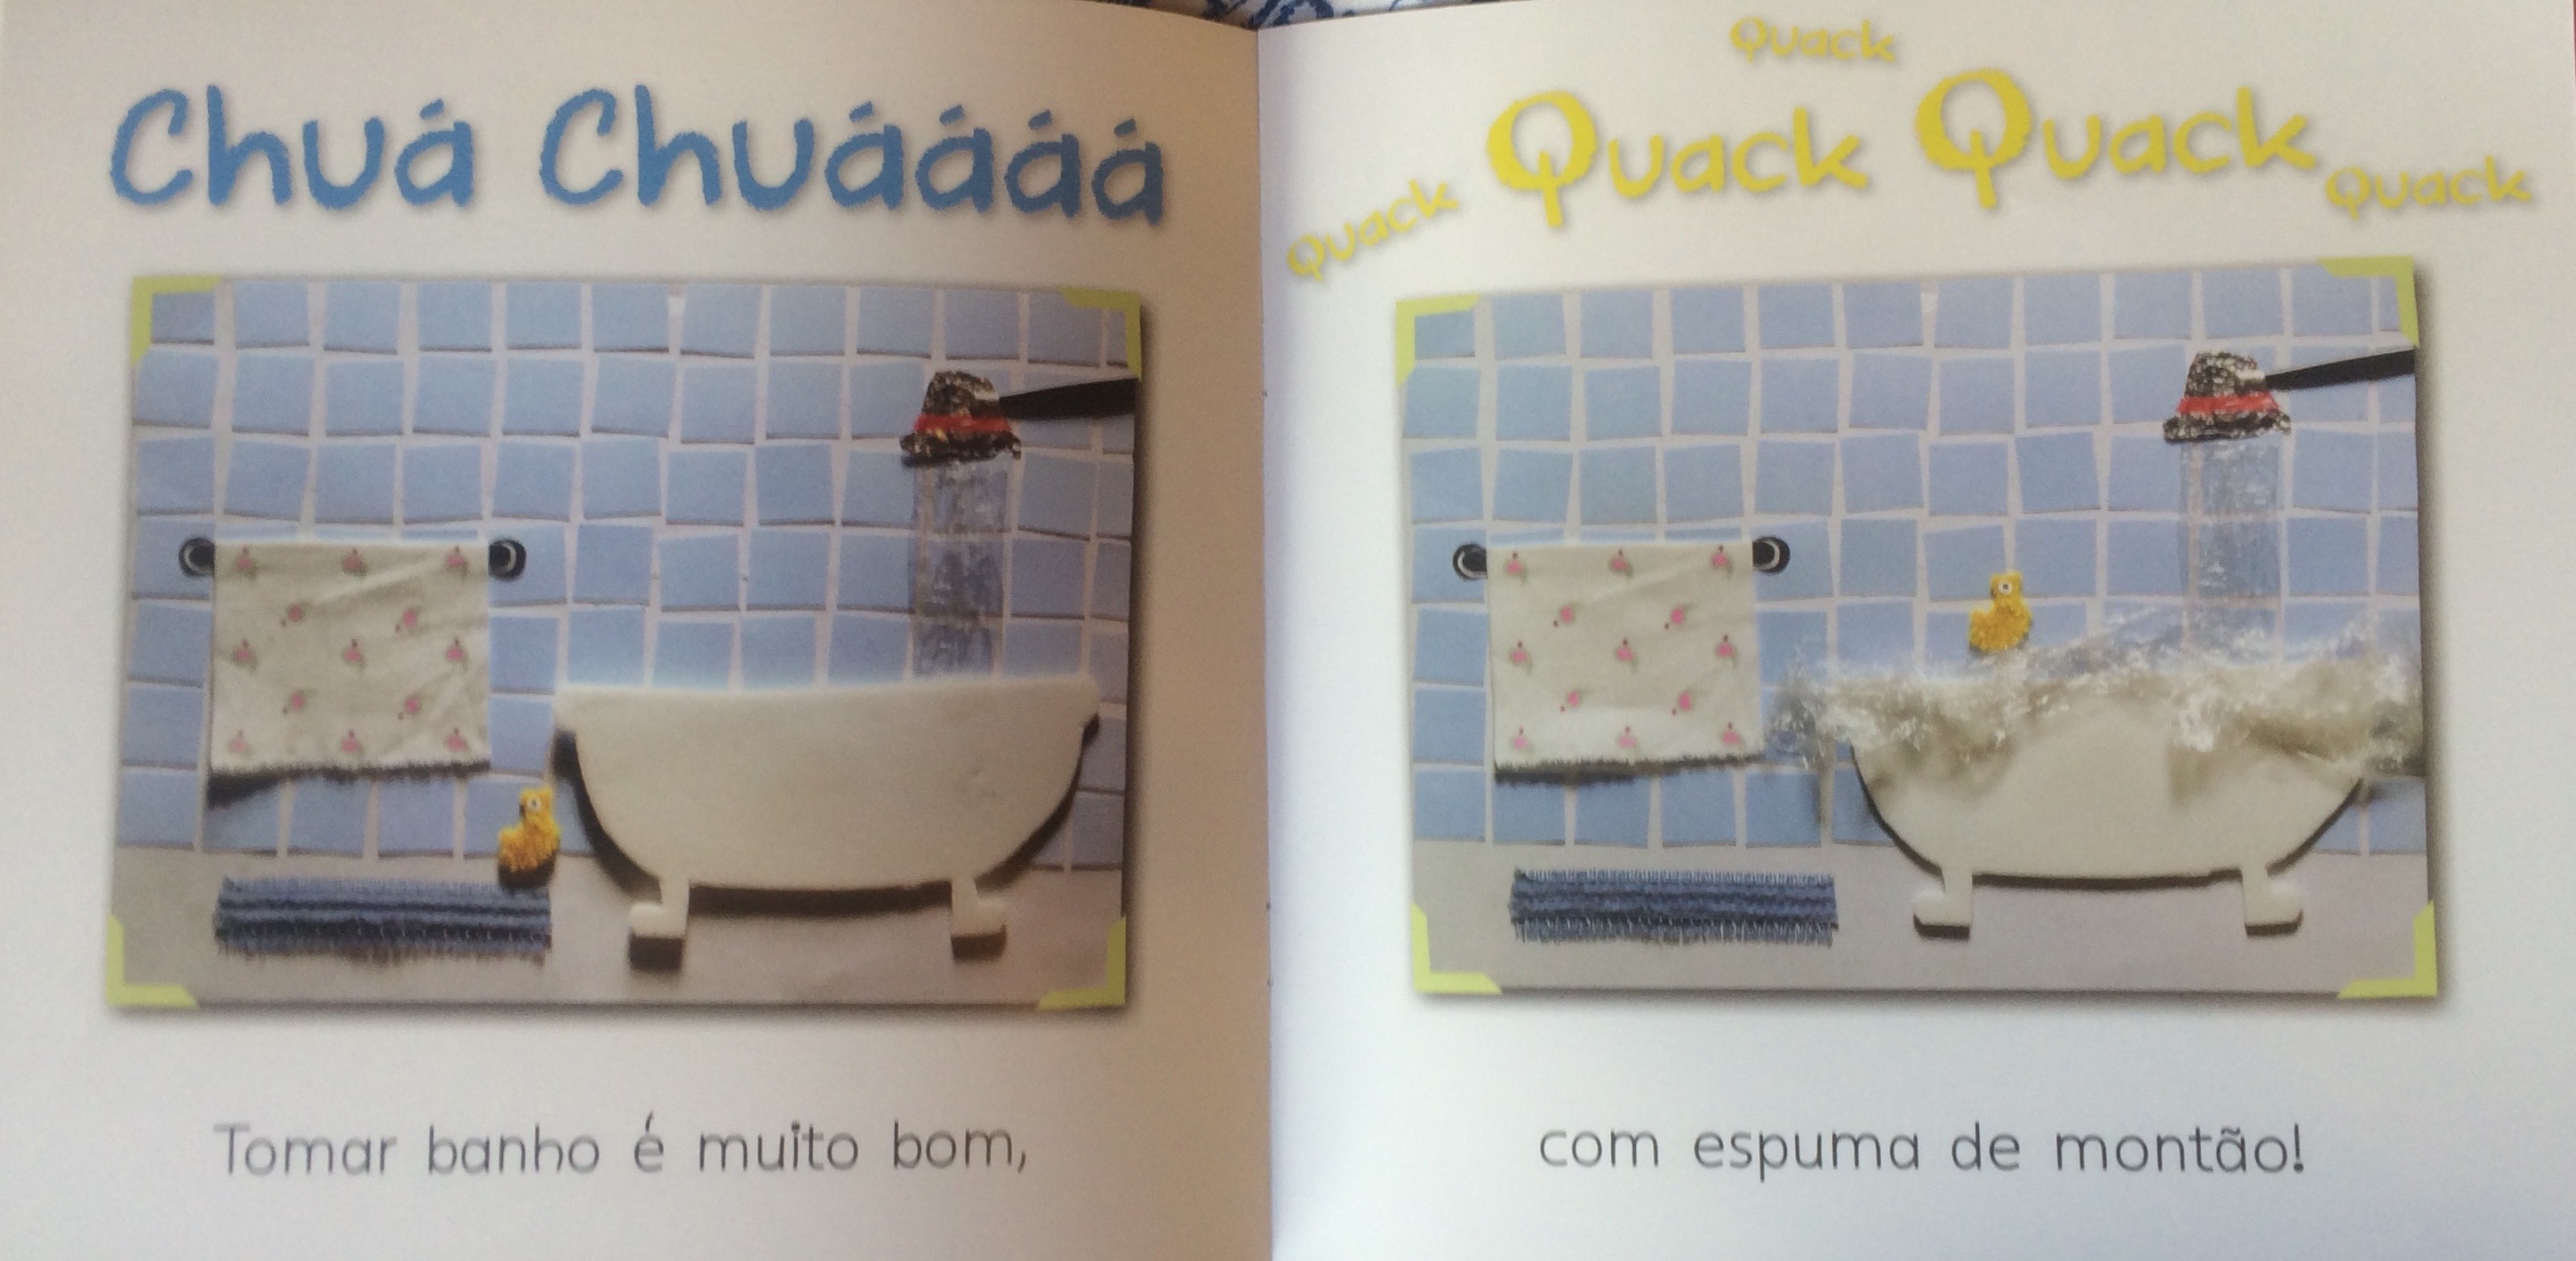 Chuá Chuáááá
Tomar banho é muito bom,
Quack
Quack Quack Quack Quack
com espuma de montão!